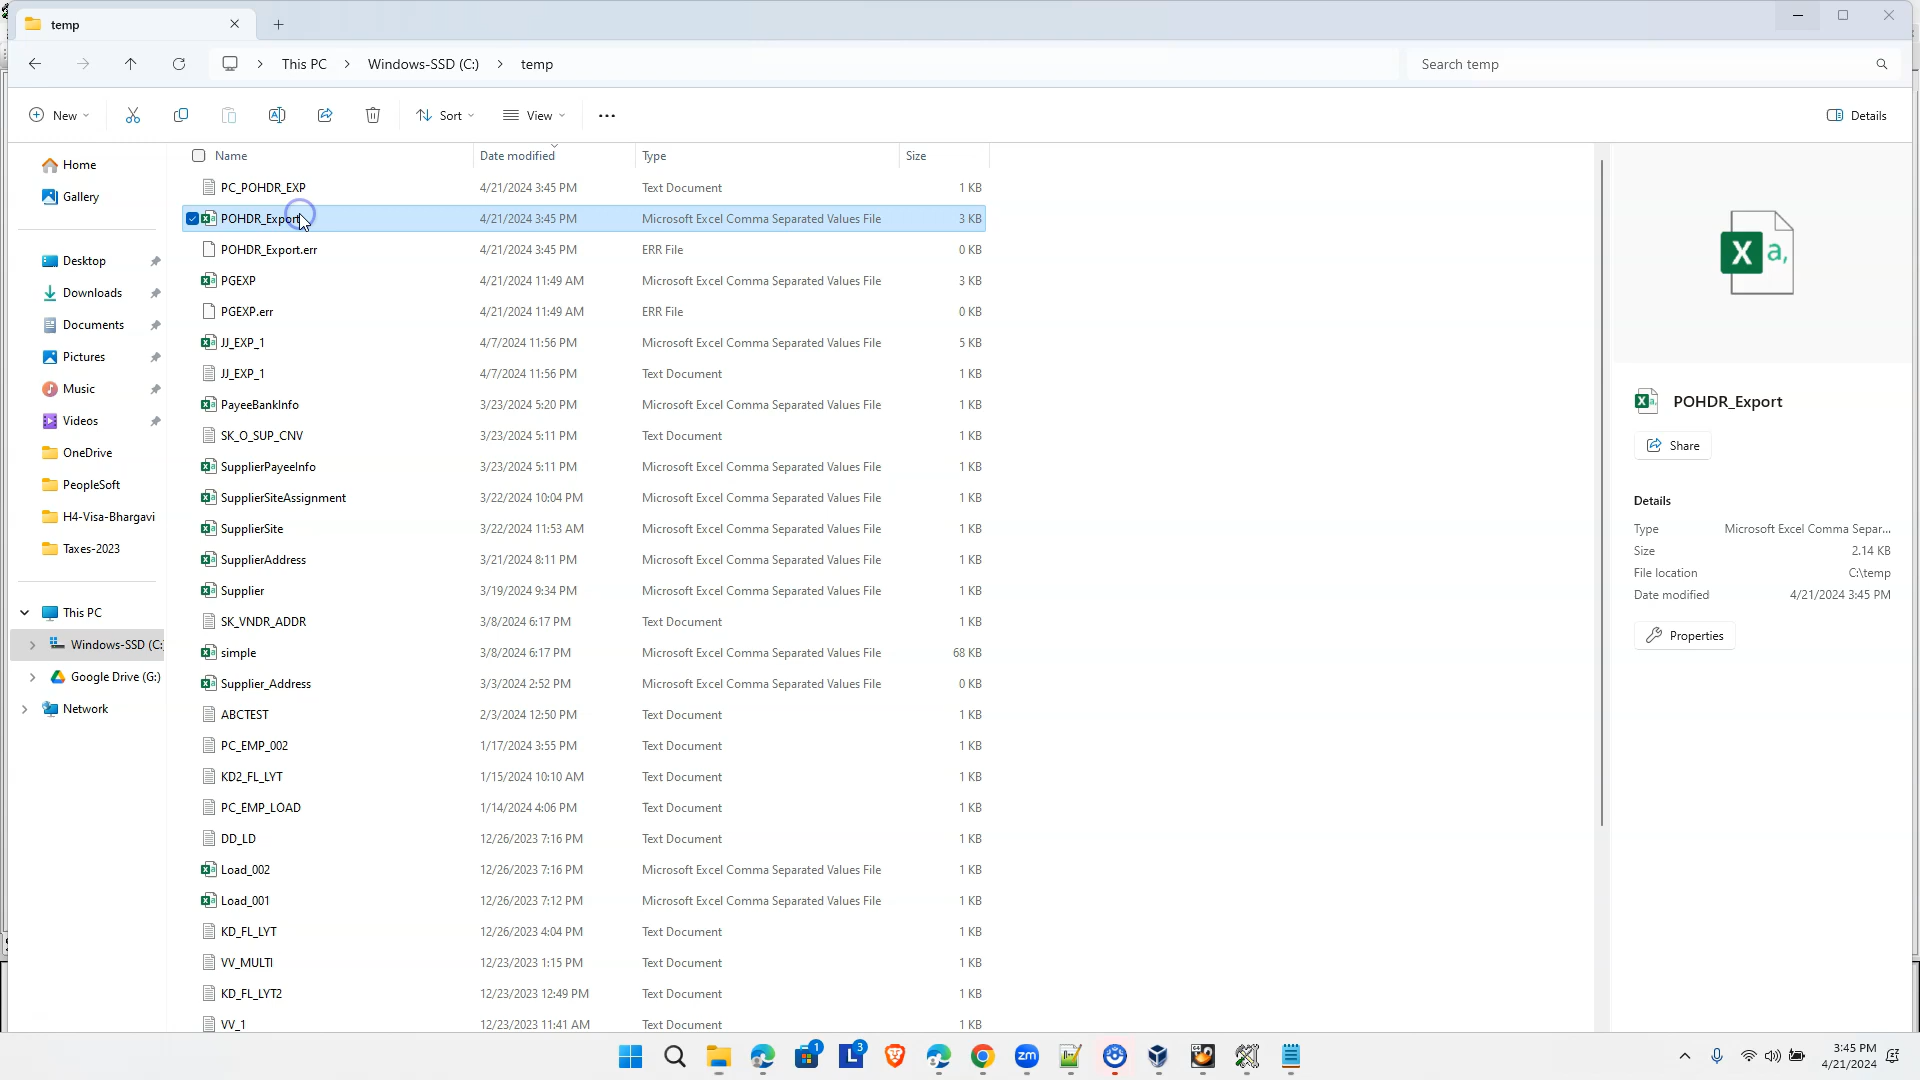 temp
This PC
Windows-SSD (C:)
temp
Search temp
New
Sort
View
Details
Name
Date modified
Type
Size
Home
Gallery
Desktop
Downloads
Documents
Pictures
Music
Videos
OneDrive
PeopleSoft
H4-Visa-Bhargavi
Taxes-2023
This PC
Windows-SSD (C:
Google Drive (G:)
Network
PC_POHDR_EXP 4/21/2024 3:45 PM Text Document 1 KB
POHDR_Export 4/21/2024 3:45 PM Microsoft Excel Comma Separated Values File 3 KB
POHDR_Export.err 4/21/2024 3:45 PM ERR File 0 KB
PGEXP 4/21/2024 11:49 AM Microsoft Excel Comma Separated Values File 3 KB
PGEXP.err 4/21/2024 11:49 AM ERR File 0 KB
JJ_EXP_1 4/7/2024 11:56 PM Microsoft Excel Comma Separated Values File 5 KB
JJ_EXP_1 4/7/2024 11:56 PM Text Document 1 KB
PayeeBankInfo 3/23/2024 5:20 PM Microsoft Excel Comma Separated Values File 1 KB
SK_O_SUP_CNV 3/23/2024 5:11 PM Text Document 1 KB
SupplierPayeeInfo 3/23/2024 5:11 PM Microsoft Excel Comma Separated Values File 1 KB
SupplierSiteAssignment 3/22/2024 10:04 PM Microsoft Excel Comma Separated Values File 1 KB
SupplierSite 3/22/2024 11:53 AM Microsoft Excel Comma Separated Values File 1 KB
SupplierAddress 3/21/2024 8:11 PM Microsoft Excel Comma Separated Values File 1 KB
Supplier 3/19/2024 9:34 PM Microsoft Excel Comma Separated Values File 1 KB
SK_VNDR_ADDR 3/8/2024 6:17 PM Text Document 1 KB
simple 3/8/2024 6:17 PM Microsoft Excel Comma Separated Values File 68 KB
Supplier_Address 3/3/2024 2:52 PM Microsoft Excel Comma Separated Values File 0 KB
ABCTEST 2/3/2024 12:50 PM Text Document 1 KB
PC_EMP_002 1/17/2024 3:55 PM Text Document 1 KB
KD2_FL_LYT 1/15/2024 10:10 AM Text Document 1 KB
PC_EMP_LOAD 1/14/2024 4:06 PM Text Document 1 KB
DD_LD 12/26/2023 7:16 PM Text Document 1 KB
Load_002 12/26/2023 7:16 PM Microsoft Excel Comma Separated Values File 1 KB
Load_001 12/26/2023 7:12 PM Microsoft Excel Comma Separated Values File 1 KB
KD_FL_LYT 12/26/2023 4:04 PM Text Document 1 KB
VV_MULTI 12/23/2023 1:15 PM Text Document 1 KB
KD_FL_LYT2 12/23/2023 12:49 PM Text Document 1 KB
VV_1 12/23/2023 11:41 AM Text Document 1 KB
POHDR_Export
Share
Details
Type Microsoft Excel Comma Separ...
Size 2.14 KB
File location C:\temp
Date modified 4/21/2024 3:45 PM
Properties
1
L 3
zm
3:45 PM
4/21/2024